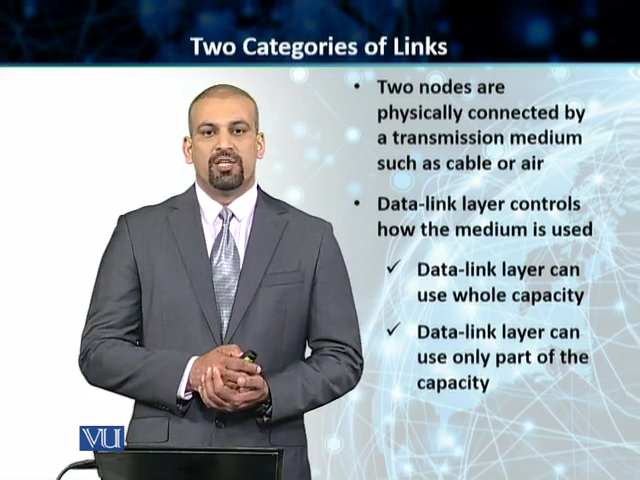 Two Categories of Links
• Two nodes are
physically connected by
a transmission medium
such as cable or air
• Data-link layer controls
how the medium is used
✓ Data-link layer can
use whole capacity
✓ Data-link layer can
use only part of the
capacity
VU